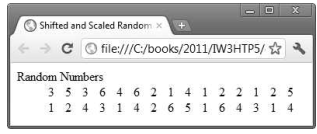 Shifted and Scaled Random
file:///C:/books/2011/IW3HTP5/
Random Numbers
3 5 3 6 4 6 2 1 4 1 2 2 1 2 5
1 2 4 3 1 4 2 6 5 1 6 4 3 1 4